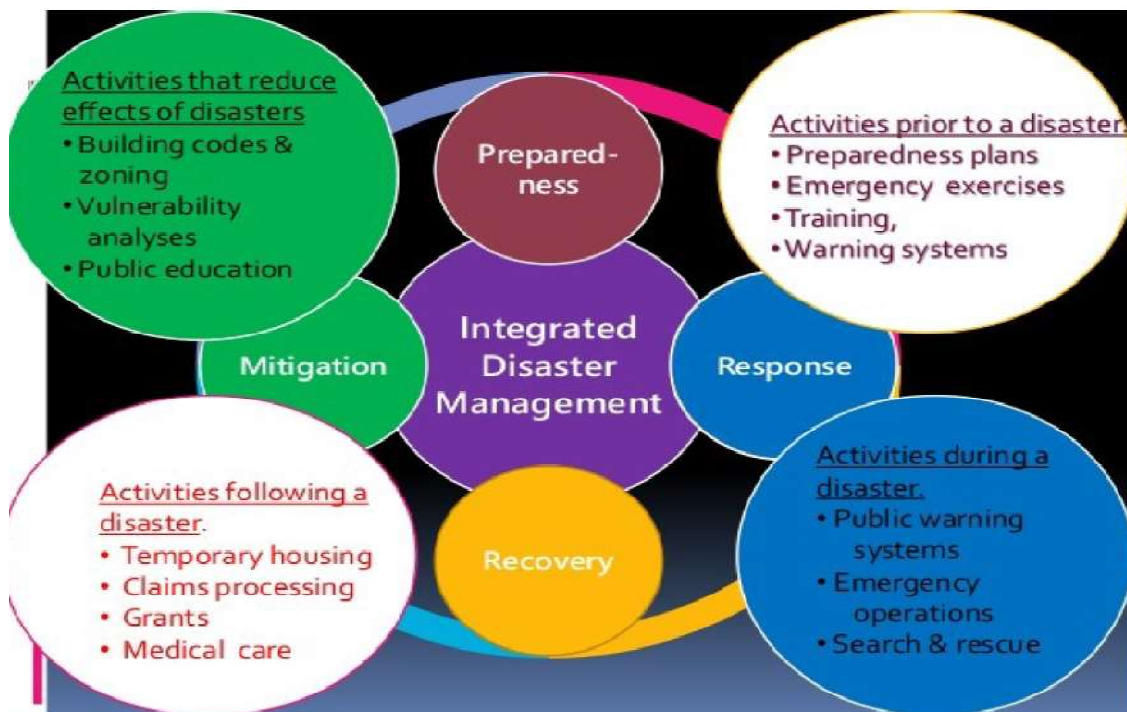 Activities that reduce
effects of disasters
• Building codes &
zoning
• Vulnerability
analyses
• Public education
Prepared-
ness
Activities prior to a disaster.
• Preparedness plans
• Emergency exercises
• Training,
• Warning systems
Mitigation
Integrated
Disaster
Management
Response
Activities following a
disaster.
• Temporary housing
• Claims processing
• Grants
• Medical care
Recovery
Activities during a
disaster.
• Public warning
systems
• Emergency
operations
• Search & rescue